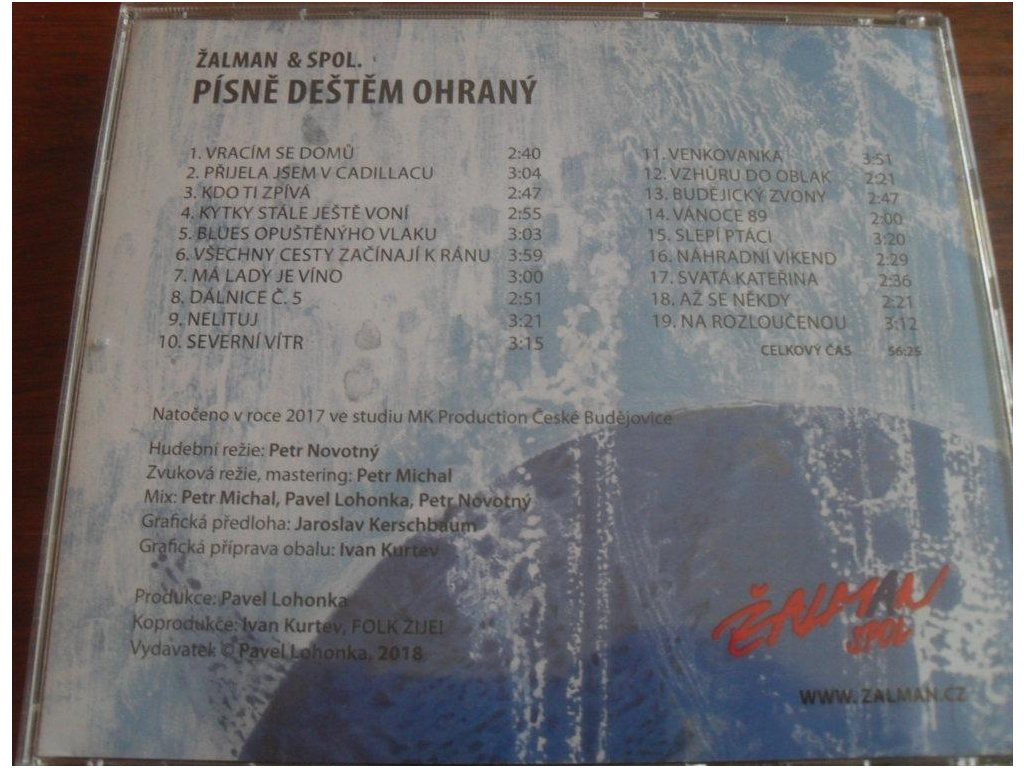 ŽALMAN & SPOL.
PÍSNĚ DEŠTĚM OHRANÝ
1. VRACÍM SE DOMŮ 2:40
2. PŘIJELA JSEM V CADILLACU 3:04
3. KDO TI ZPÍVÁ 2:47
4. KYTKY STÁLE JEŠTĚ VONÍ 2:55
5. BLUES OPUŠTĚNÝHO VLAKU 3:03
6. VŠECHNY CESTY ZAČÍNAJÍ K RÁNU 3:59
7. MÁ LADY JE VÍNO 3:00
8. DÁLNICE Č. 5 2:51
9. NELITUJ 3:21
10. SEVERNÍ VÍTR 3:15
11. VENKOVANKA 3:51
12. VZHŮRU DO OBLAK 2:21
13. BUDĚJICKÝ ZVONY 2:47
14. VÁNOCE 89 2:00
15. SLEPÍ PTÁCI 3:20
16. NÁHRADNÍ VÍKEND 2:29
17. SVATÁ KATEŘINA 2:36
18. AŽ SE NĚKDY 2:21
19. NA ROZLOUČENOU 3:12
CELKOVÝ ČAS 56:25
Natočeno v roce 2017 ve studiu MK Production České Budějovice
Hudební režie: Petr Novotný
Zvuková režie, mastering: Petr Michal
Mix: Petr Michal, Pavel Lohonka, Petr Novotný
Grafická předloha: Jaroslav Kerschbaum
Grafická příprava obalu: Ivan Kurtev
Produkce: Pavel Lohonka
Koprodukce: Ivan Kurtev, FOLK ŽIJE!
Vydavatek © Pavel Lohonka, 2018
ŽALMAN
SPOL
WWW.ZALMAN.CZ